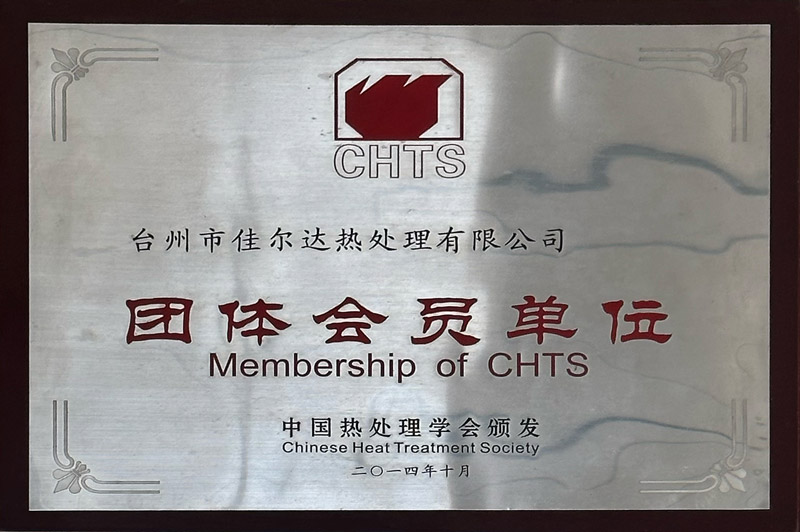 CHTS
台州市佳尔达热处理有限公司
团体会员单位
Membership of CHTS
中国热处理学会颁发
Chinese Heat Treatment Society
二〇一四年十月